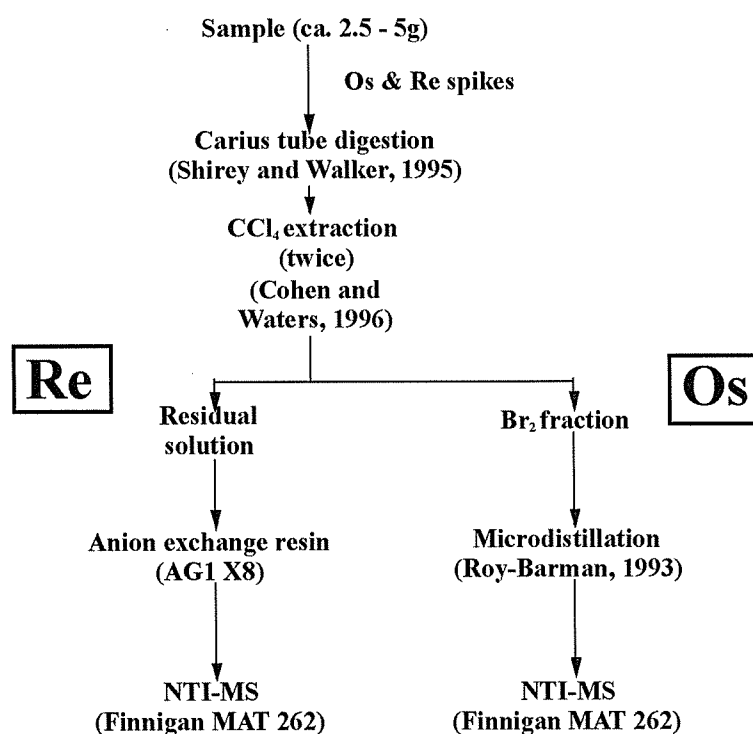 Sample (ca. 2.5 - 5g)
Os & Re spikes
Carius tube digestion
(Shirey and Walker, 1995)
CCl₄ extraction
(twice)
(Cohen and
Waters, 1996)
Re
Os
Residual
solution
Br₂ fraction
Anion exchange resin
(AG1 X8)
Microdistillation
(Roy-Barman, 1993)
NTI-MS
(Finnigan MAT 262)
NTI-MS
(Finnigan MAT 262)